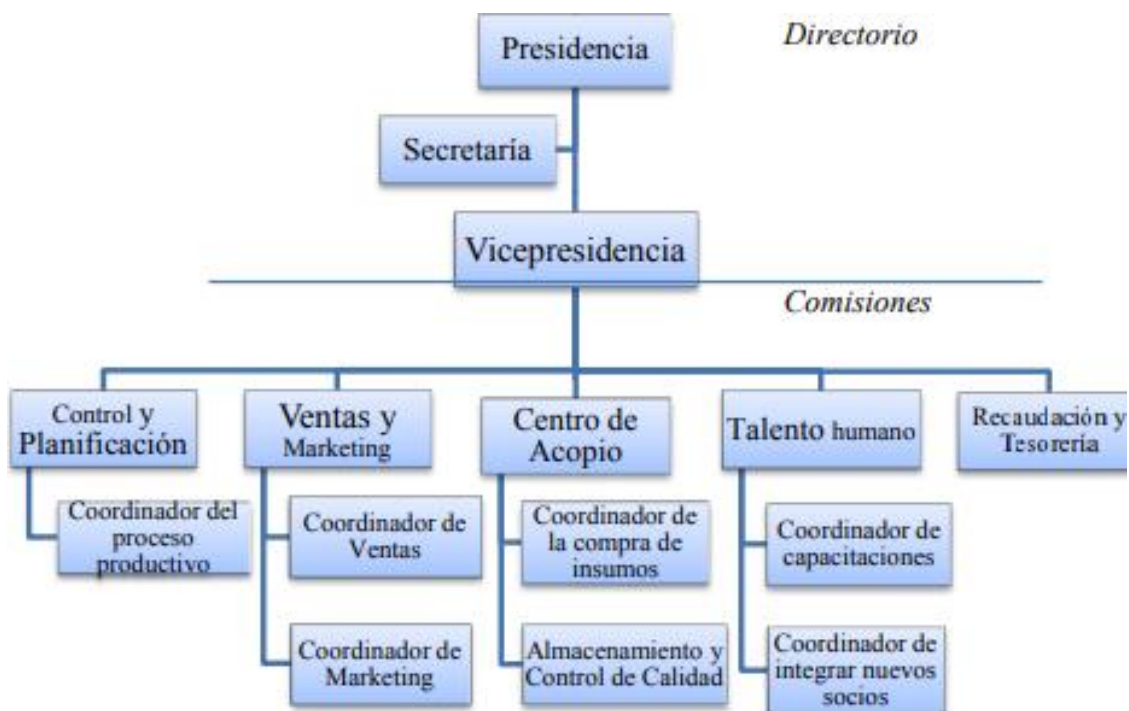 Presidencia
Directorio
Secretaría
Vicepresidencia
Comisiones
Control y
Planificación
Ventas y
Marketing
Centro de
Acopio
Talento humano
Recaudación y
Tesorería
Coordinador del
proceso
productivo
Coordinador de
Ventas
Coordinador de
la compra de
insumos
Coordinador de
capacitaciones
Coordinador de
Marketing
Almacenamiento y
Control de Calidad
Coordinador de
integrar nuevos
socios